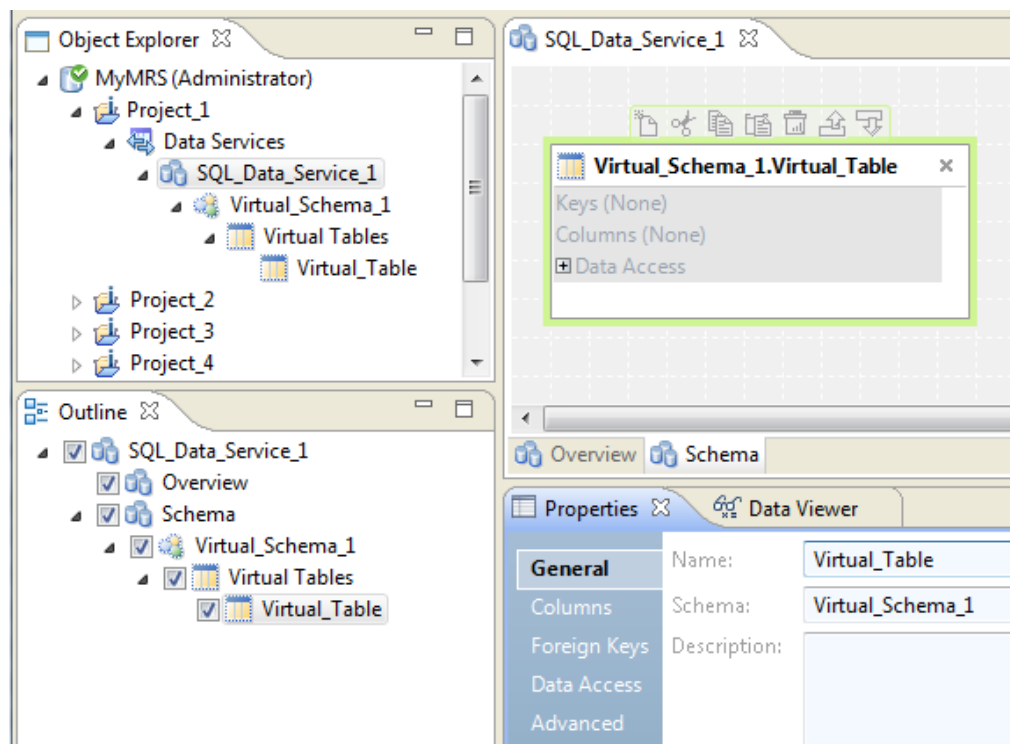 Object Explorer
MyMRS (Administrator)
Project_1
Data Services
SQL_Data_Service_1
Virtual_Schema_1
Virtual Tables
Virtual_Table
Project_2
Project_3
Project_4
Outline
SQL_Data_Service_1
Overview
Schema
Virtual_Schema_1
Virtual Tables
Virtual_Table
SQL_Data_Service_1
Virtual_Schema_1.Virtual_Table
Keys (None)
Columns (None)
Data Access
Overview Schema
Properties Data Viewer
General
Columns
Foreign Keys
Data Access
Advanced
Name: Virtual_Table
Schema: Virtual_Schema_1
Description: